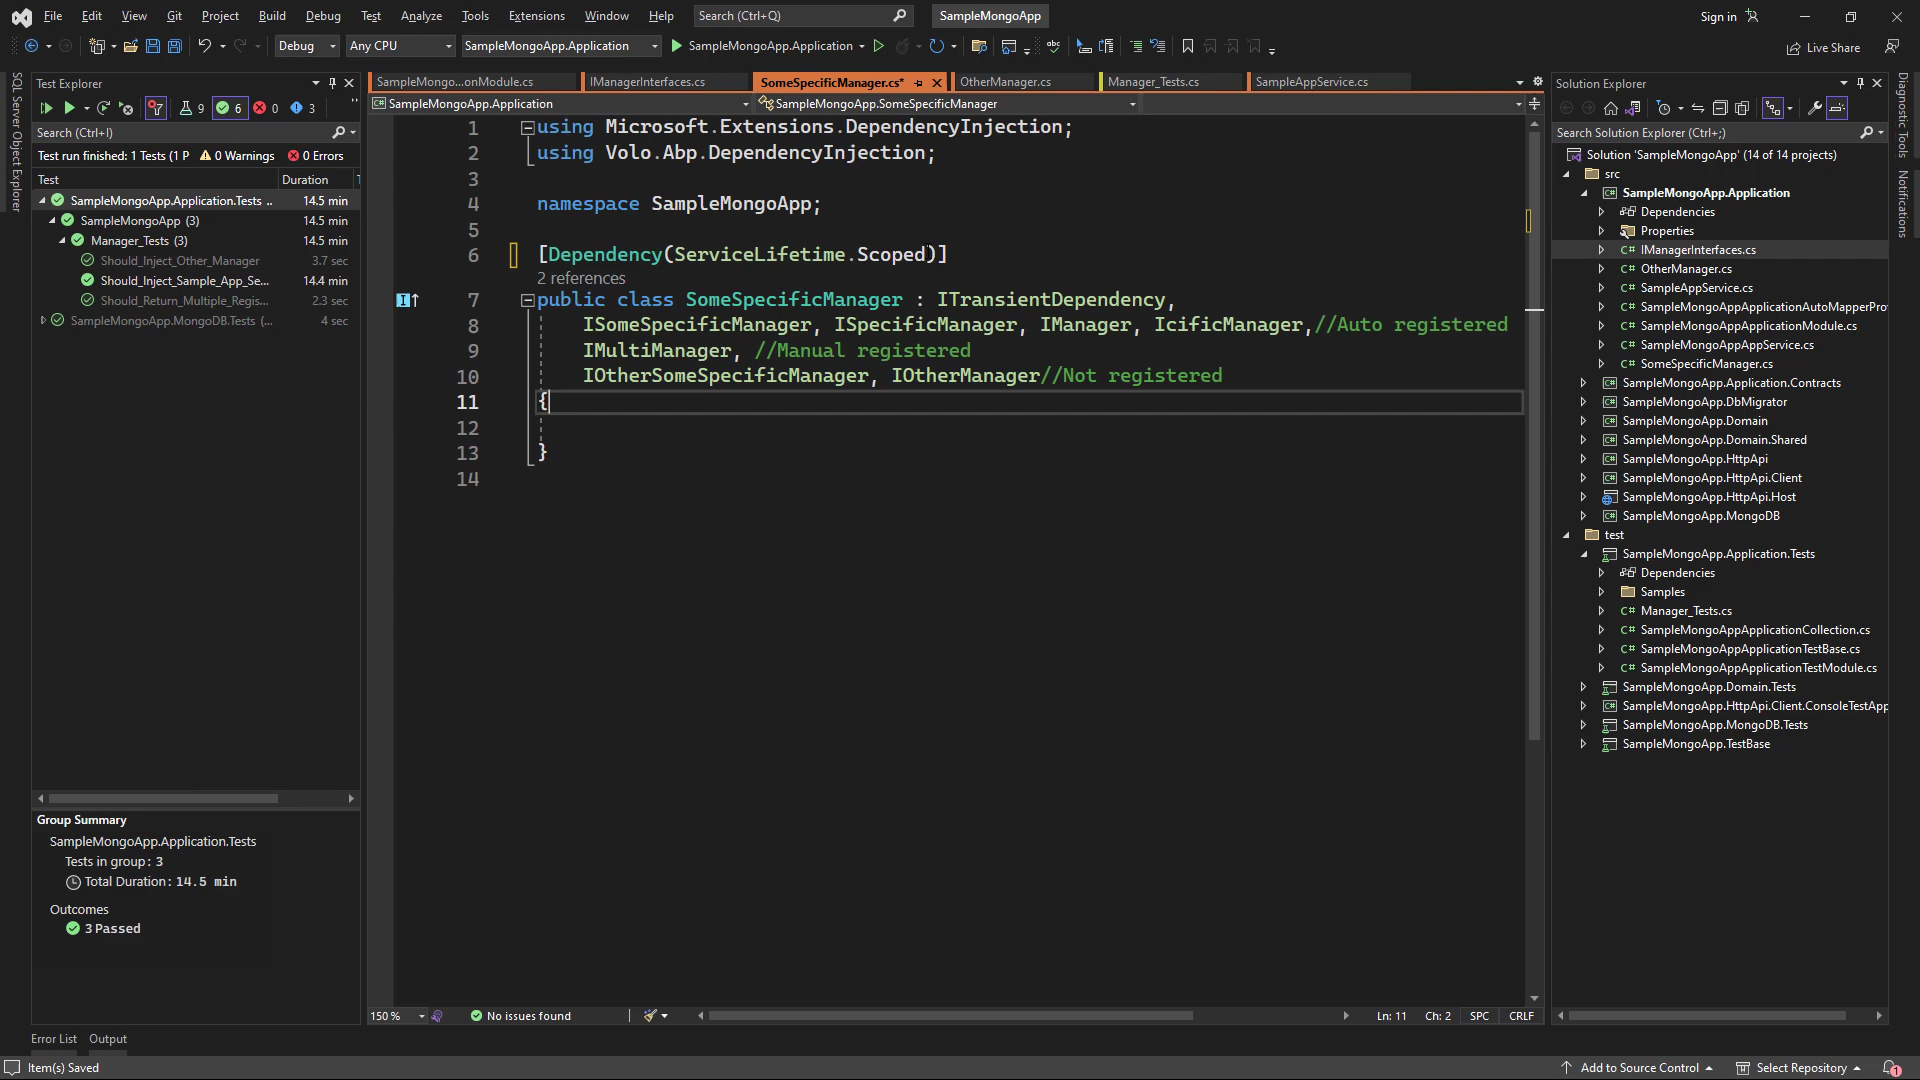 File Edit View Git Project Build Debug Test Analyze Tools Extensions Window Help Search (Ctrl+Q) SampleMongoApp Sign in
Debug Any CPU SampleMongoApp.Application SampleMongoApp.Application Live Share
SQL Server Object Explorer
Test Explorer
9 6 0 3
Search (Ctrl+I)
Test run finished: 1 Tests (1 P 0 Warnings 0 Errors
Test Duration
SampleMongoApp.Application.Tests .. 14.5 min
SampleMongoApp (3) 14.5 min
Manager_Tests (3) 14.5 min
Should_Inject_Other_Manager 3.7 sec
Should_Inject_Sample_App_Se... 14.4 min
Should_Return_Multiple_Regis... 2.3 sec
SampleMongoApp.MongoDB.Tests (... 4 sec
Group Summary
SampleMongoApp.Application.Tests
Tests in group: 3
Total Duration: 14.5 min
Outcomes
3 Passed
SampleMongo...onModule.cs IManagerInterfaces.cs SomeSpecificManager.cs* OtherManager.cs Manager_Tests.cs SampleAppService.cs
SampleMongoApp.Application SampleMongoApp.SomeSpecificManager
1 using Microsoft.Extensions.DependencyInjection;
2 using Volo.Abp.DependencyInjection;
3
4 namespace SampleMongoApp;
5
6 [Dependency(ServiceLifetime.Scoped)]
2 references
7 public class SomeSpecificManager : ITransientDependency,
8 ISomeSpecificManager, ISpecificManager, IManager, IcificManager,//Auto registered
9 IMultiManager, //Manual registered
10 IOtherSomeSpecificManager, IOtherManager//Not registered
11 {
12
13 }
14
150 % No issues found Ln: 11 Ch: 2 SPC CRLF
Solution Explorer
Search Solution Explorer (Ctrl+;)
Solution 'SampleMongoApp' (14 of 14 projects)
src
SampleMongoApp.Application
Dependencies
Properties
C# IManagerInterfaces.cs
C# OtherManager.cs
C# SampleAppService.cs
C# SampleMongoAppApplicationAutoMapperPro
C# SampleMongoAppApplicationModule.cs
C# SampleMongoAppAppService.cs
C# SomeSpecificManager.cs
SampleMongoApp.Application.Contracts
SampleMongoApp.DbMigrator
SampleMongoApp.Domain
SampleMongoApp.Domain.Shared
SampleMongoApp.HttpApi
SampleMongoApp.HttpApi.Client
SampleMongoApp.HttpApi.Host
SampleMongoApp.MongoDB
test
SampleMongoApp.Application.Tests
Dependencies
Samples
C# Manager_Tests.cs
C# SampleMongoAppApplicationCollection.cs
C# SampleMongoAppApplicationTestBase.cs
C# SampleMongoAppApplicationTestModule.cs
SampleMongoApp.Domain.Tests
SampleMongoApp.HttpApi.Client.ConsoleTestApp
SampleMongoApp.MongoDB.Tests
SampleMongoApp.TestBase
Diagnostic Tools
Notifications
Error List Output
Item(s) Saved Add to Source Control Select Repository 1